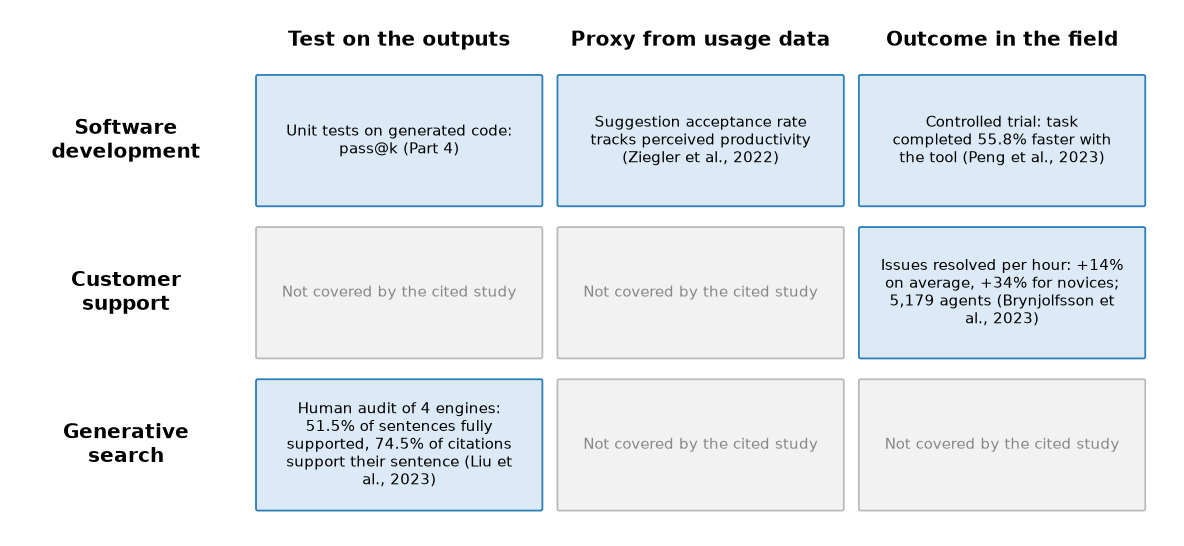 Test on the outputs
Proxy from usage data
Outcome in the field
Software
development
Unit tests on generated code:
pass@k (Part 4)
Suggestion acceptance rate
tracks perceived productivity
(Ziegler et al., 2022)
Controlled trial: task
completed 55.8% faster with
the tool (Peng et al., 2023)
Customer
support
Not covered by the cited study
Not covered by the cited study
Issues resolved per hour: +14%
on average, +34% for novices;
5,179 agents (Brynjolfsson et
al., 2023)
Generative
search
Human audit of 4 engines:
51.5% of sentences fully
supported, 74.5% of citations
support their sentence (Liu et
al., 2023)
Not covered by the cited study
Not covered by the cited study